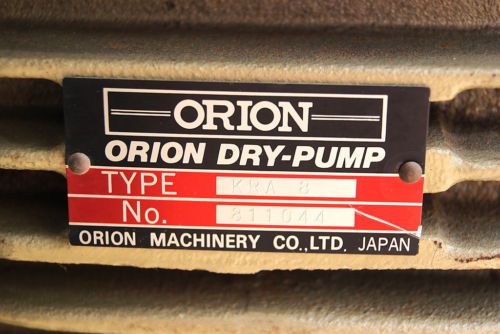 ORION
ORION DRY-PUMP
TYPE KRA 8
No. 811044
ORION MACHINERY CO.,LTD. JAPAN